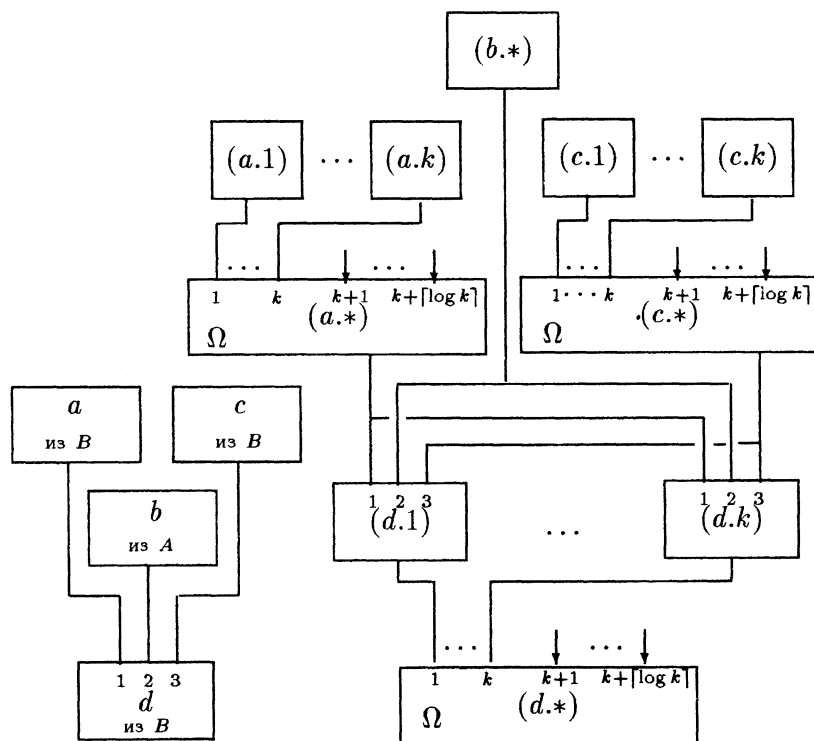 (b.∗)
(a.1) ··· (a.k)
(c.1) ··· (c.k)
··· ···
1 k k+1 k+⌈log k⌉
(a.∗)
Ω
··· ···
1 ··· k k+1 k+⌈log k⌉
.(c.∗)
Ω
a
из B
c
из B
b
из A
1 2 3
d
из B
1 2 3
(d.1)
···
1 2 3
(d.k)
··· ···
1 k k+1 k+⌈log k⌉
(d.∗)
Ω